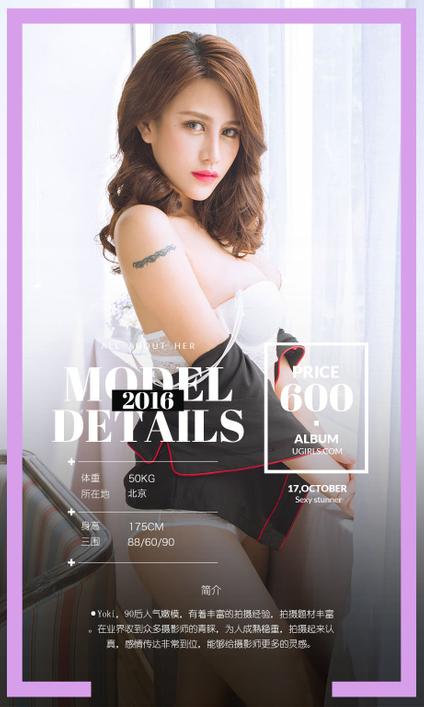 ALL ABOUT HER
MODEL
2016
DETAILS
PRICE
600
ALBUM
UGIRLS.COM
17,OCTOBER
Sexy stunner
体重 50KG
所在地 北京
身高 175CM
三围 88/60/90
简介
●Yoki，90后人气嫩模，有着丰富的拍摄经验，拍摄题材丰富
。在业界收到众多摄影师的青睐，为人成熟稳重，拍摄起来认
真，感情传达非常到位，能够给摄影师更多的灵感。